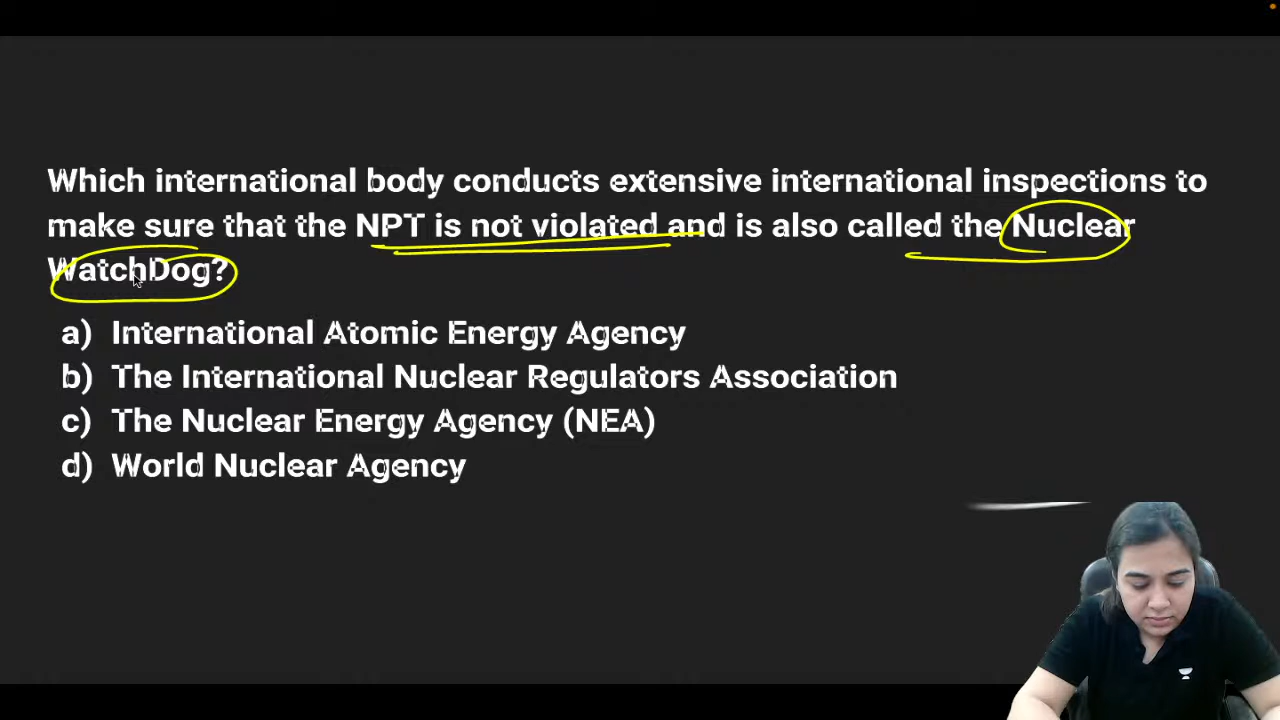 Which international body conducts extensive international inspections to
make sure that the NPT is not violated and is also called the Nuclear
WatchDog?
a) International Atomic Energy Agency
b) The International Nuclear Regulators Association
c) The Nuclear Energy Agency (NEA)
d) World Nuclear Agency